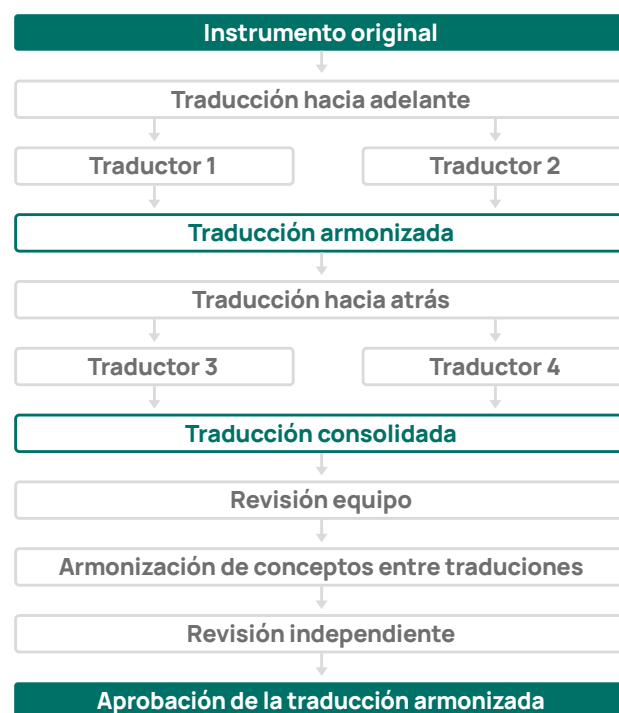 Instrumento original
Traducción hacia adelante
Traductor 1
Traductor 2
Traducción armonizada
Traducción hacia atrás
Traductor 3
Traductor 4
Traducción consolidada
Revisión equipo
Armonización de conceptos entre traduciones
Revisión independiente
Aprobación de la traducción armonizada